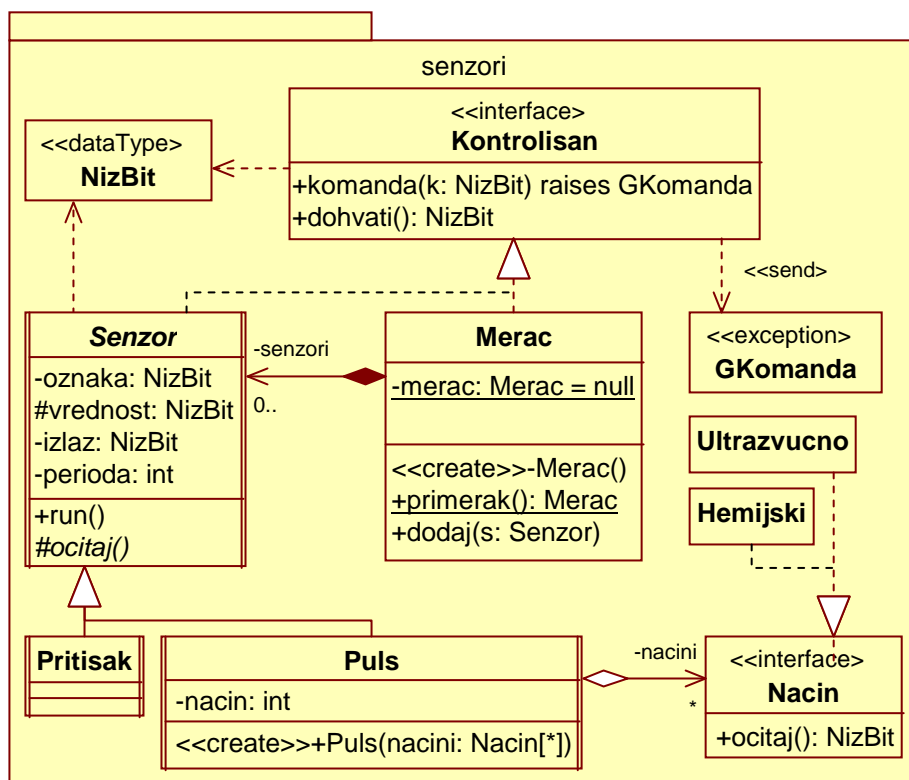 senzori
<<interface>>
Kontrolisan
+komanda(k: NizBit) raises GKomanda
+dohvati(): NizBit
<<dataType>>
NizBit
<<send>>
Senzor
-oznaka: NizBit
#vrednost: NizBit
-izlaz: NizBit
-perioda: int
+run()
#ocitaj()
-senzori
0..
Merac
-merac: Merac = null
<<create>>-Merac()
+primerak(): Merac
+dodaj(s: Senzor)
<<exception>>
GKomanda
Ultrazvucno
Hemijski
Pritisak
Puls
-nacin: int
<<create>>+Puls(nacini: Nacin[*])
-nacini
*
<<interface>>
Nacin
+ocitaj(): NizBit